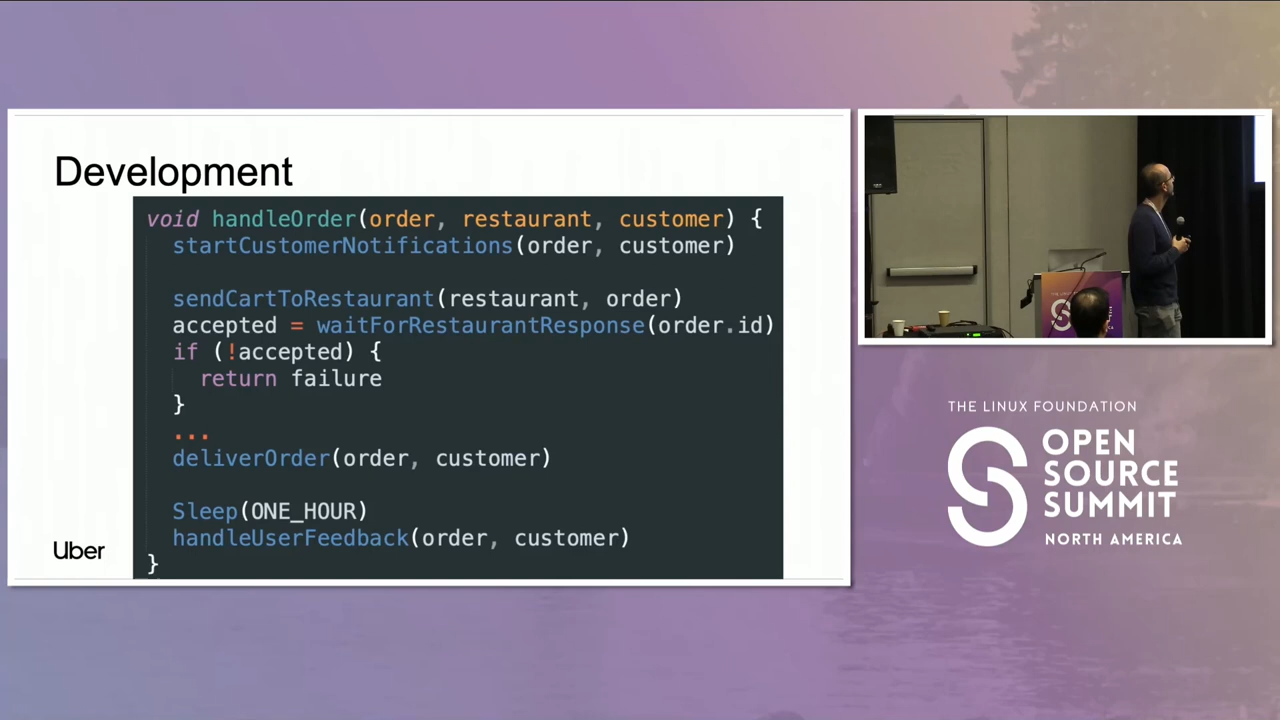 Development
void handleOrder(order, restaurant, customer) {
startCustomerNotifications(order, customer)
sendCartToRestaurant(restaurant, order)
accepted = waitForRestaurantResponse(order.id)
if (!accepted) {
return failure
}
...
deliverOrder(order, customer)
Sleep(ONE_HOUR)
handleUserFeedback(order, customer)
}
Uber
THE LINUX FOUNDATION
OPEN
SOURCE
SUMMIT
NORTH AMERICA